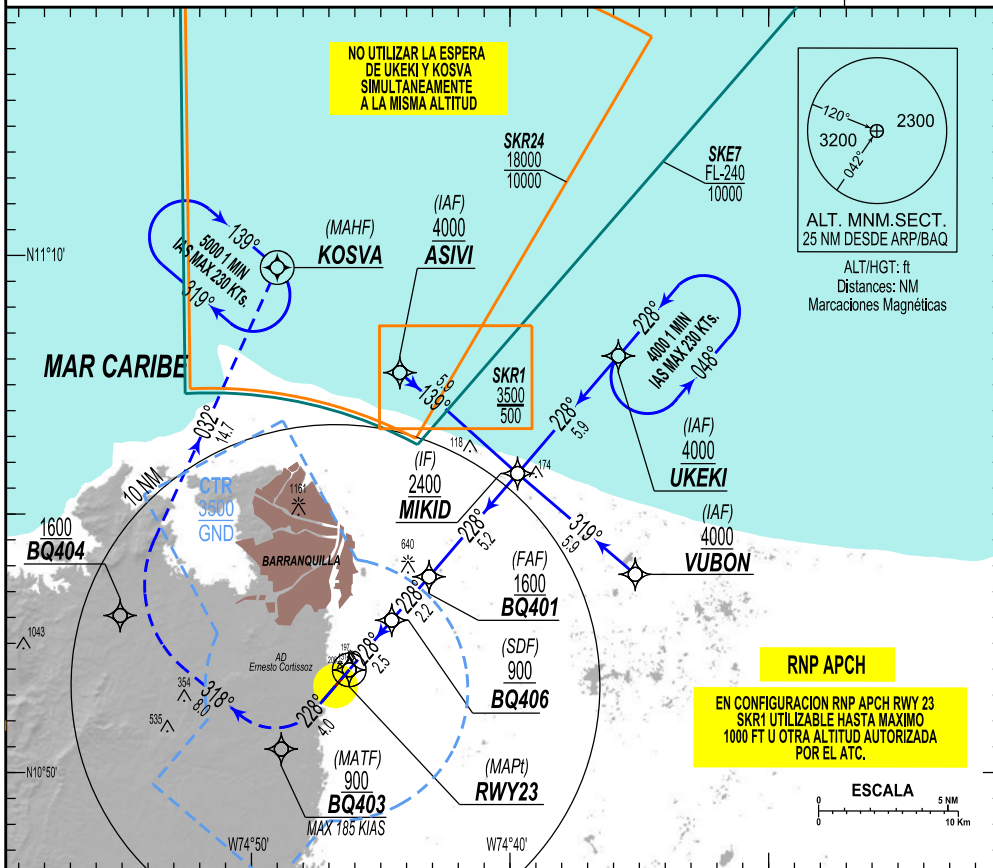 NO UTILIZAR LA ESPERA
DE UKEKI Y KOSVA
SIMULTANEAMENTE
A LA MISMA ALTITUD
120°
2300
3200
042°
ALT. MNM.SECT.
25 NM DESDE ARP/BAQ
ALT/HGT: ft
Distances: NM
Marcaciones Magnéticas
SKR24
18000
10000
SKE7
FL-240
10000
(IAF)
4000
ASIVI
(MAHF)
KOSVA
139°
5000 1 MIN
IAS MAX 230 KTs.
319°
N11°10'
228°
4000 1 MIN
IAS MAX 230 KTs.
048°
MAR CARIBE
5.9
139°
SKR1
3500
500
228°
5.9
(IAF)
4000
UKEKI
032°
14.7
118
174
(IF)
2400
MIKID
10 NM
CTR
3500
GND
1161
228°
5.2
319°
5.9
(IAF)
4000
VUBON
1600
BQ404
BARRANQUILLA
640
(FAF)
1600
BQ401
228°
2.2
1043
AD
Ernesto Cortissoz
197
228°
2.5
(SDF)
900
BQ406
RNP APCH
354
318°
8.0
535
228°
4.0
EN CONFIGURACION RNP APCH RWY 23
SKR1 UTILIZABLE HASTA MAXIMO
1000 FT U OTRA ALTITUD AUTORIZADA
POR EL ATC.
(MATF)
900
BQ403
MAX 185 KIAS
(MAPt)
RWY23
N10°50'
ESCALA
0 5 NM
0 10 Km
W74°50'
W74°40'